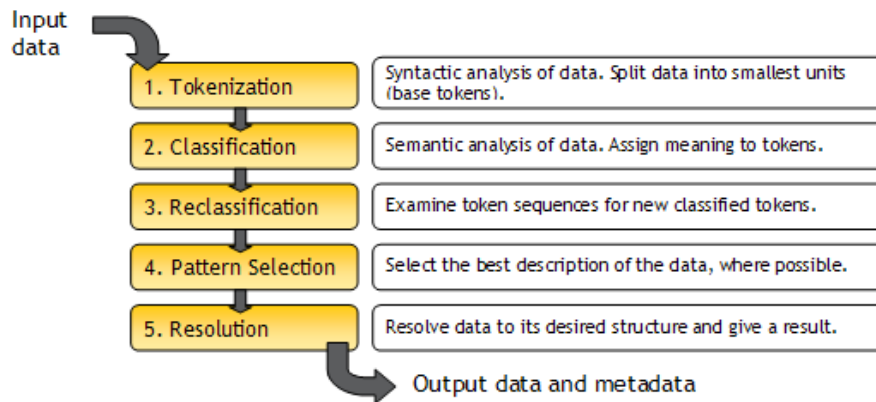 Input
data
1. Tokenization
Syntactic analysis of data. Split data into smallest units
(base tokens).
2. Classification
Semantic analysis of data. Assign meaning to tokens.
3. Reclassification
Examine token sequences for new classified tokens.
4. Pattern Selection
Select the best description of the data, where possible.
5. Resolution
Resolve data to its desired structure and give a result.
Output data and metadata